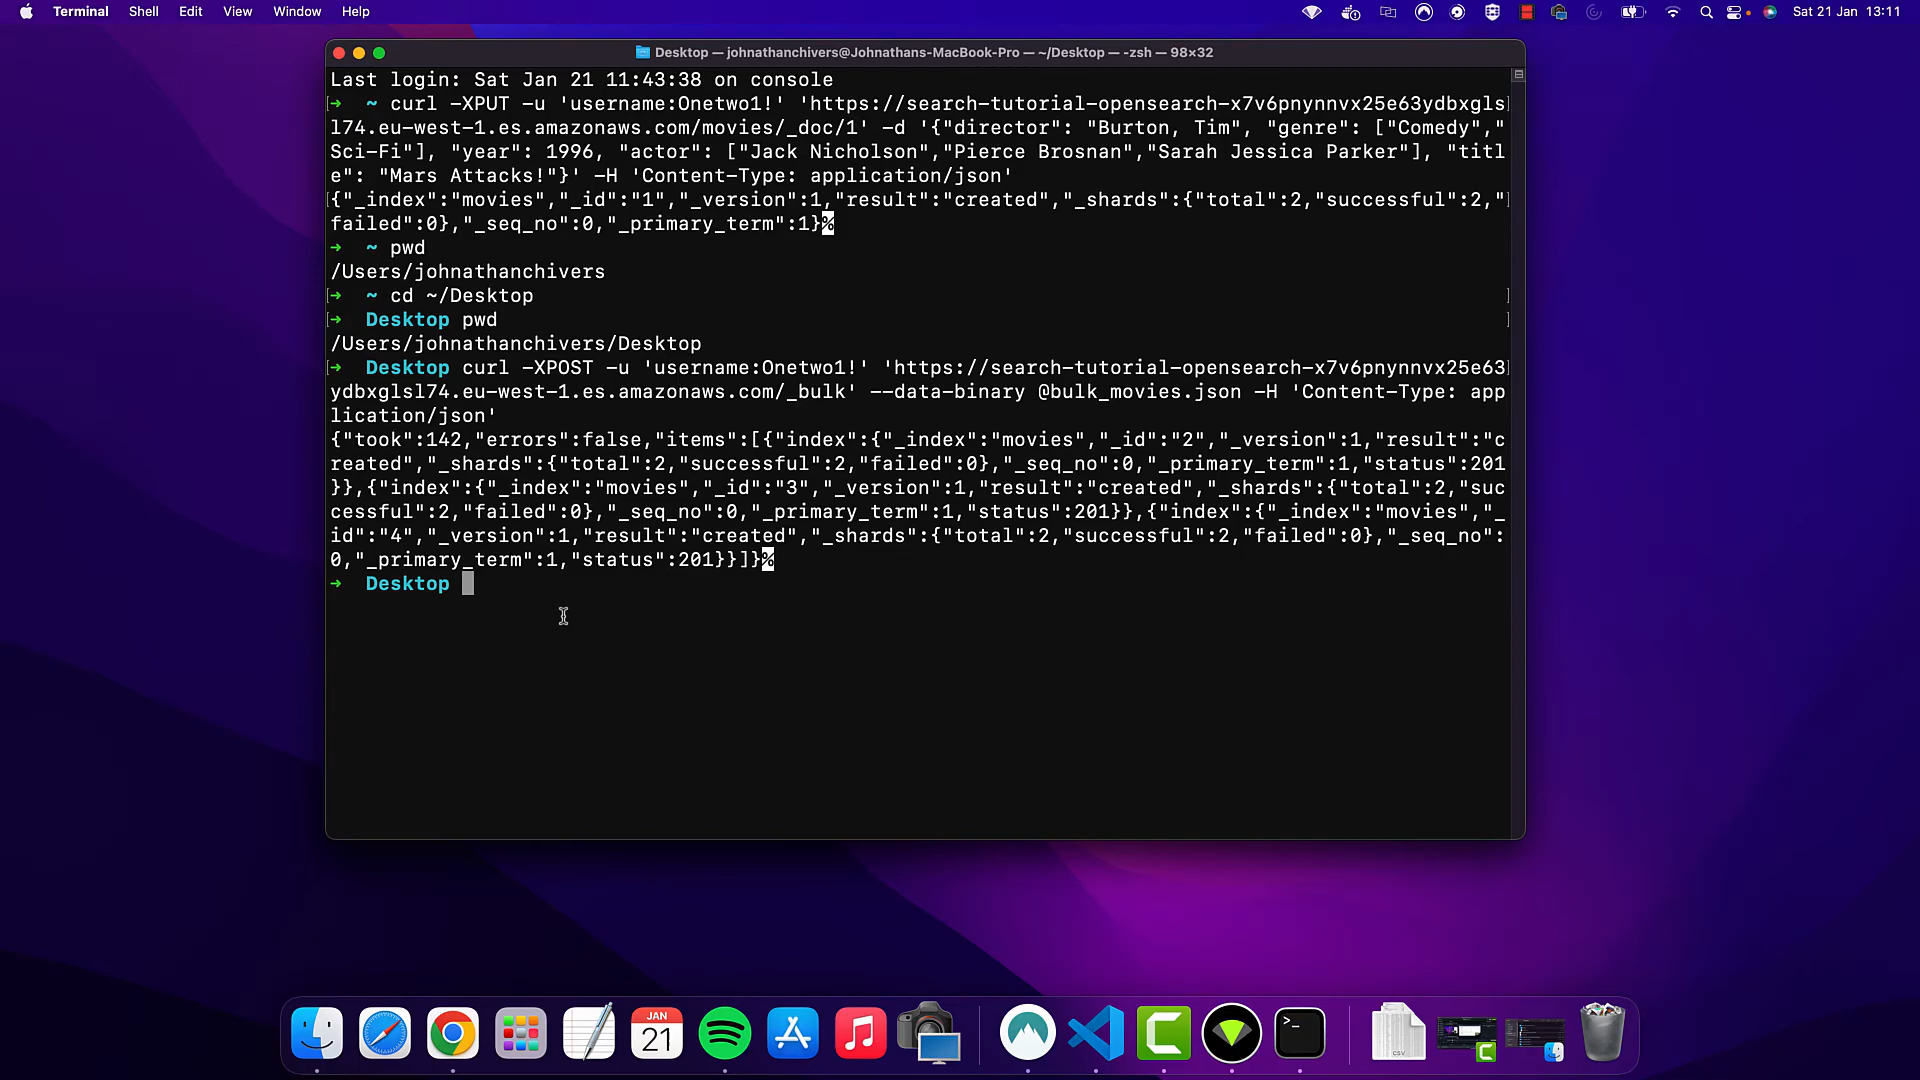 Terminal Shell Edit View Window Help Sat 21 Jan 13:11
Desktop — johnathanchivers@Johnathans-MacBook-Pro — ~/Desktop — -zsh — 98×32
Last login: Sat Jan 21 11:43:38 on console
[→ ~ curl -XPUT -u 'username:Onetwo1!' 'https://search-tutorial-opensearch-x7v6pnynnvx25e63ydbxgls]
l74.eu-west-1.es.amazonaws.com/movies/_doc/1' -d '{"director": "Burton, Tim", "genre": ["Comedy","
Sci-Fi"], "year": 1996, "actor": ["Jack Nicholson","Pierce Brosnan","Sarah Jessica Parker"], "titl
e": "Mars Attacks!"}' -H 'Content-Type: application/json'
[{"_index":"movies","_id":"1","_version":1,"result":"created","_shards":{"total":2,"successful":2,"]
failed":0},"_seq_no":0,"_primary_term":1}%
→ ~ pwd
/Users/johnathanchivers
[→ ~ cd ~/Desktop ]
[→ Desktop pwd ]
/Users/johnathanchivers/Desktop
[→ Desktop curl -XPOST -u 'username:Onetwo1!' 'https://search-tutorial-opensearch-x7v6pnynnvx25e63]
ydbxglsl74.eu-west-1.es.amazonaws.com/_bulk' --data-binary @bulk_movies.json -H 'Content-Type: app
lication/json'
{"took":142,"errors":false,"items":[{"index":{"_index":"movies","_id":"2","_version":1,"result":"c
reated","_shards":{"total":2,"successful":2,"failed":0},"_seq_no":0,"_primary_term":1,"status":201
}},{"index":{"_index":"movies","_id":"3","_version":1,"result":"created","_shards":{"total":2,"suc
cessful":2,"failed":0},"_seq_no":0,"_primary_term":1,"status":201}},{"index":{"_index":"movies","_
id":"4","_version":1,"result":"created","_shards":{"total":2,"successful":2,"failed":0},"_seq_no":
0,"_primary_term":1,"status":201}}]}%
→ Desktop
JAN
21
>_
CSV